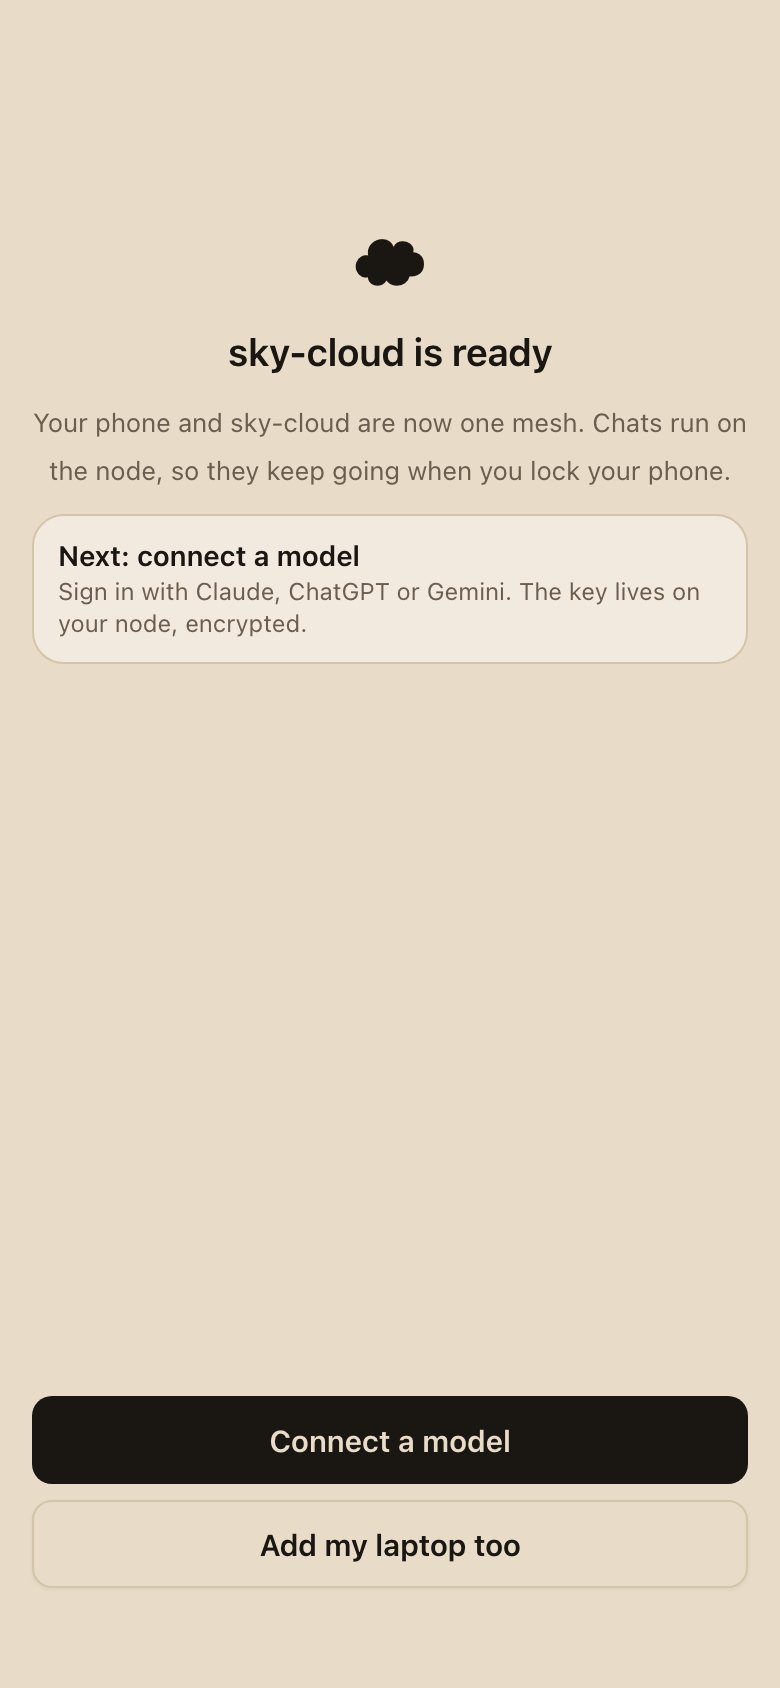 sky-cloud is ready
Your phone and sky-cloud are now one mesh. Chats run on
the node, so they keep going when you lock your phone.
Next: connect a model
Sign in with Claude, ChatGPT or Gemini. The key lives on
your node, encrypted.
Connect a model
Add my laptop too